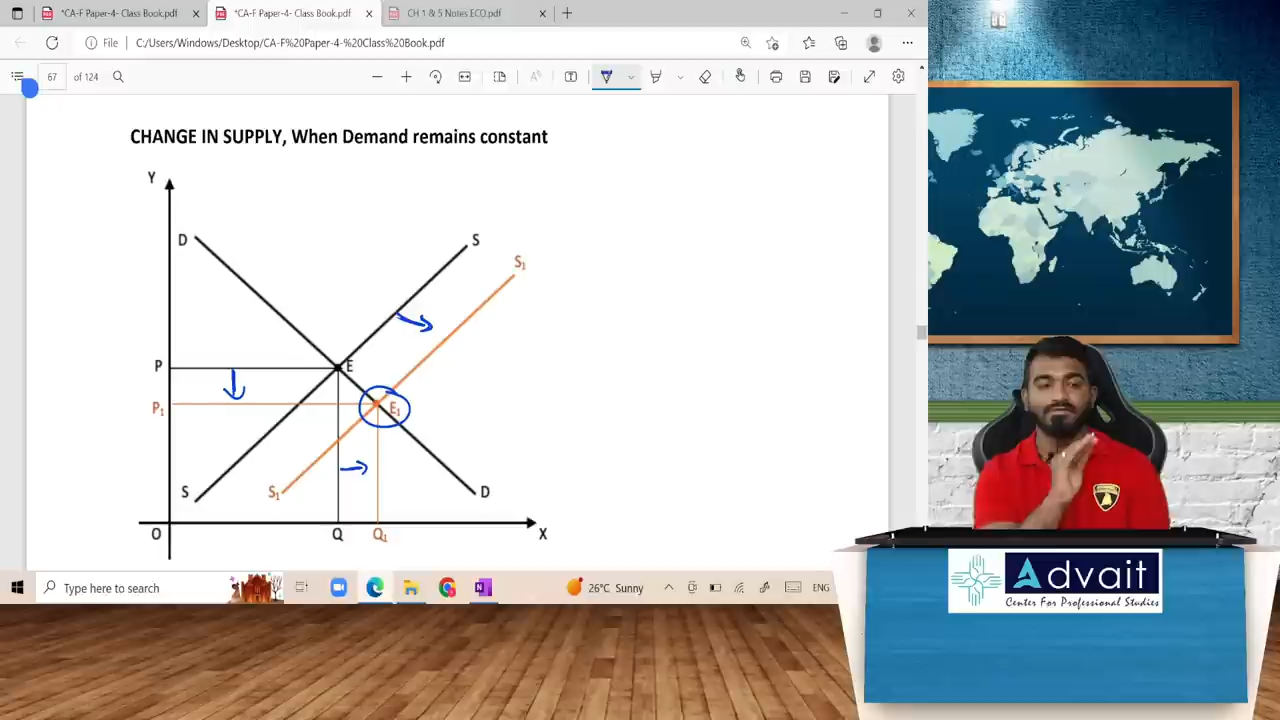 *CA-F Paper-4- Class Book.pdf
*CA-F Paper-4- Class Book.pdf
CH 1 & 5 Notes ECO.pdf
File
C:/Users/Windows/Desktop/CA-F%20Paper-4-%20Class%20Book.pdf
67 of 124
CHANGE IN SUPPLY, When Demand remains constant
Y
D
S
S1
P
E
P1
E1
S
S1
D
O
Q
Q1
X
Type here to search
26°C Sunny
ENG
Advait
Center For Professional Studies